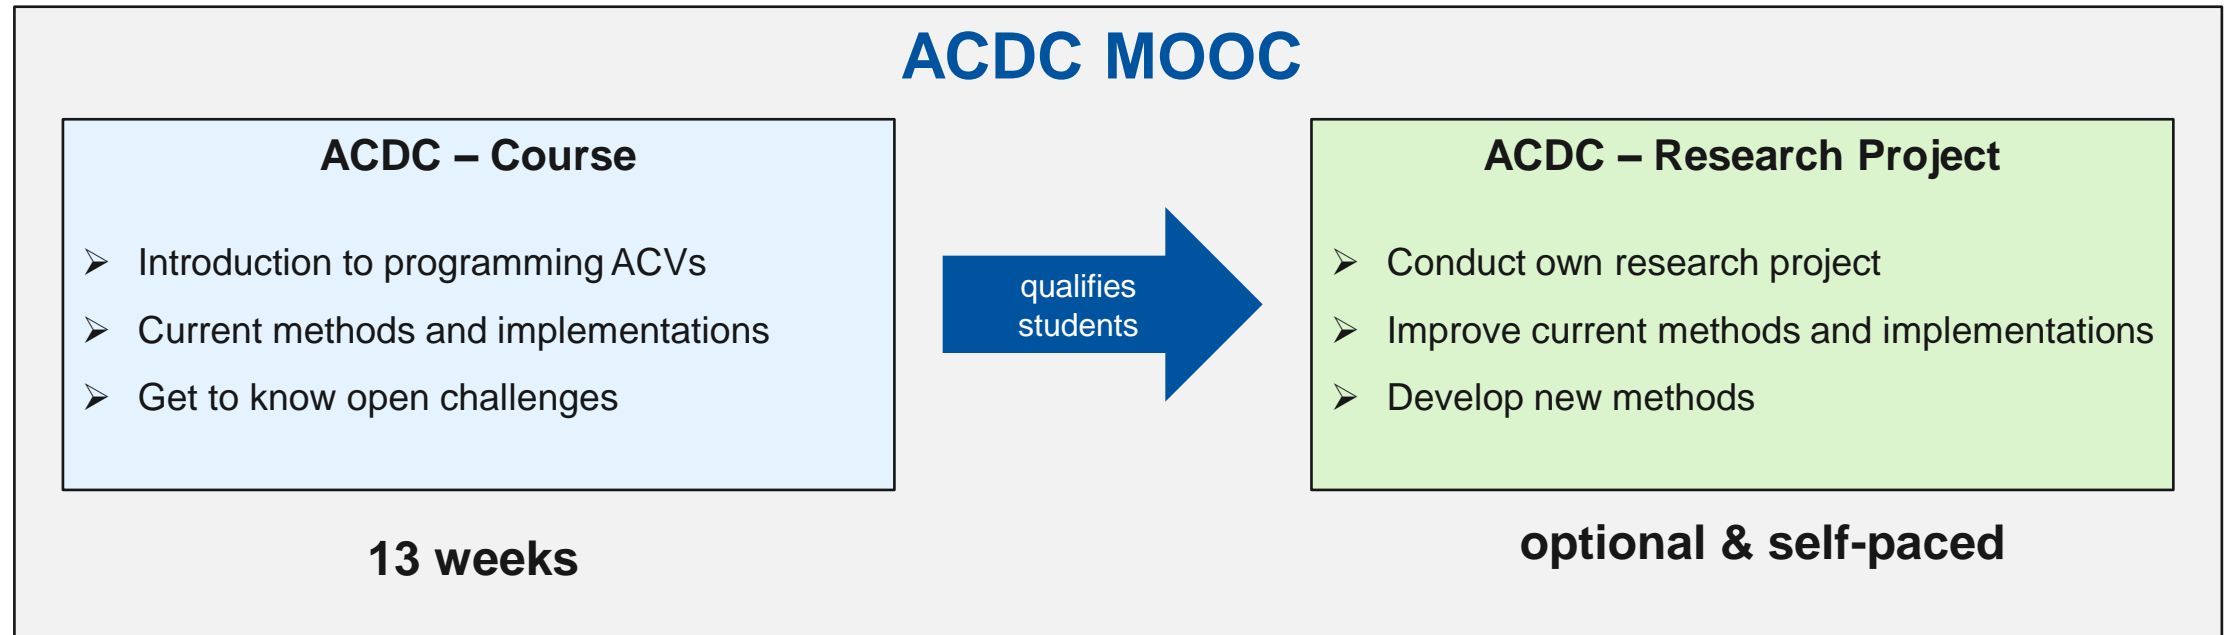 ACDC MOOC
ACDC – Course
➢ Introduction to programming ACVs
➢ Current methods and implementations
➢ Get to know open challenges
13 weeks
qualifies
students
ACDC – Research Project
➢ Conduct own research project
➢ Improve current methods and implementations
➢ Develop new methods
optional & self-paced